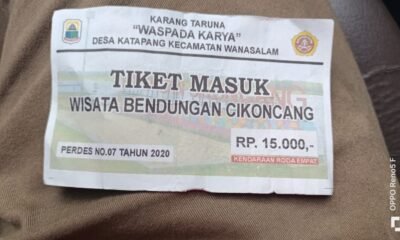 KARANG TARUNA
"WASPADA KARYA"
DESA KATAPANG KECAMATAN WANASALAM
TIKET MASUK
WISATA BENDUNGAN CIKONCANG
RP. 15.000,-
PERDES NO.07 TAHUN 2020
KENDARAAN RODA EMPAT
OPPO Reno5 F